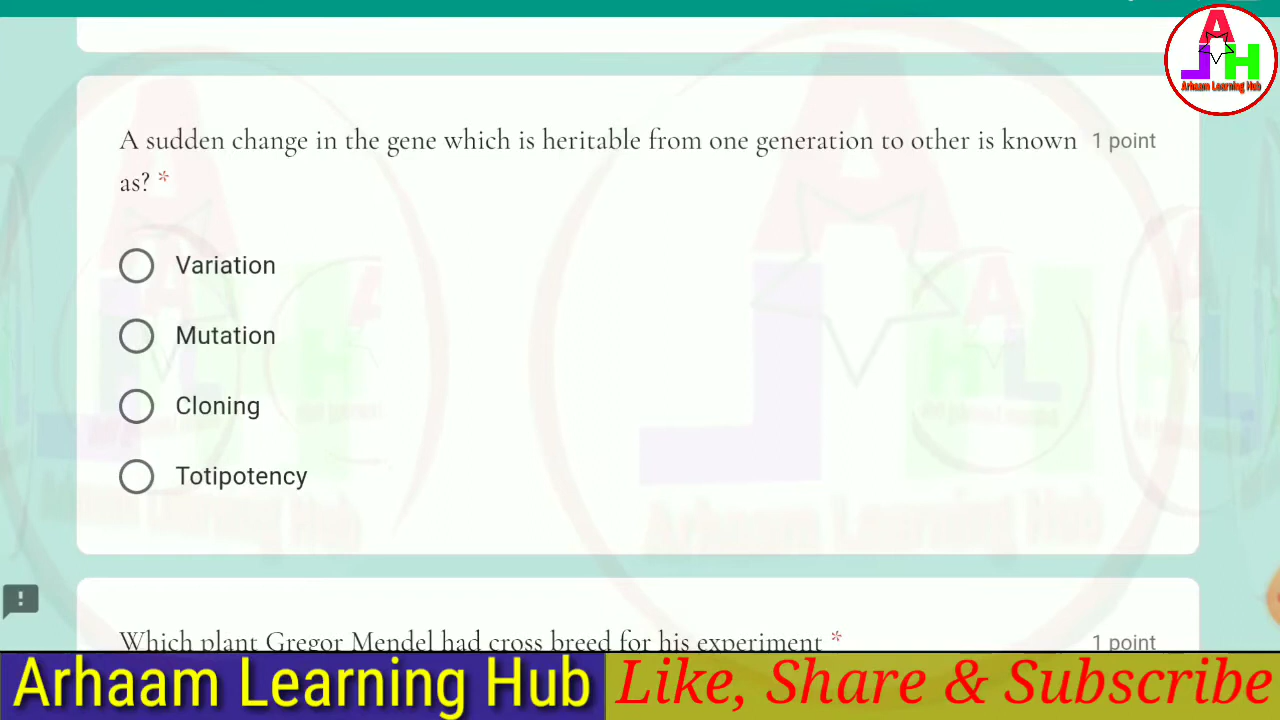 A
L H
Arhaam Learning Hub
A sudden change in the gene which is heritable from one generation to other is known 1 point
as? *
Variation
Mutation
Cloning
Totipotency
!
Which plant Gregor Mendel had cross breed for his experiment * 1 point
Arhaam Learning Hub Like, Share & Subscribe